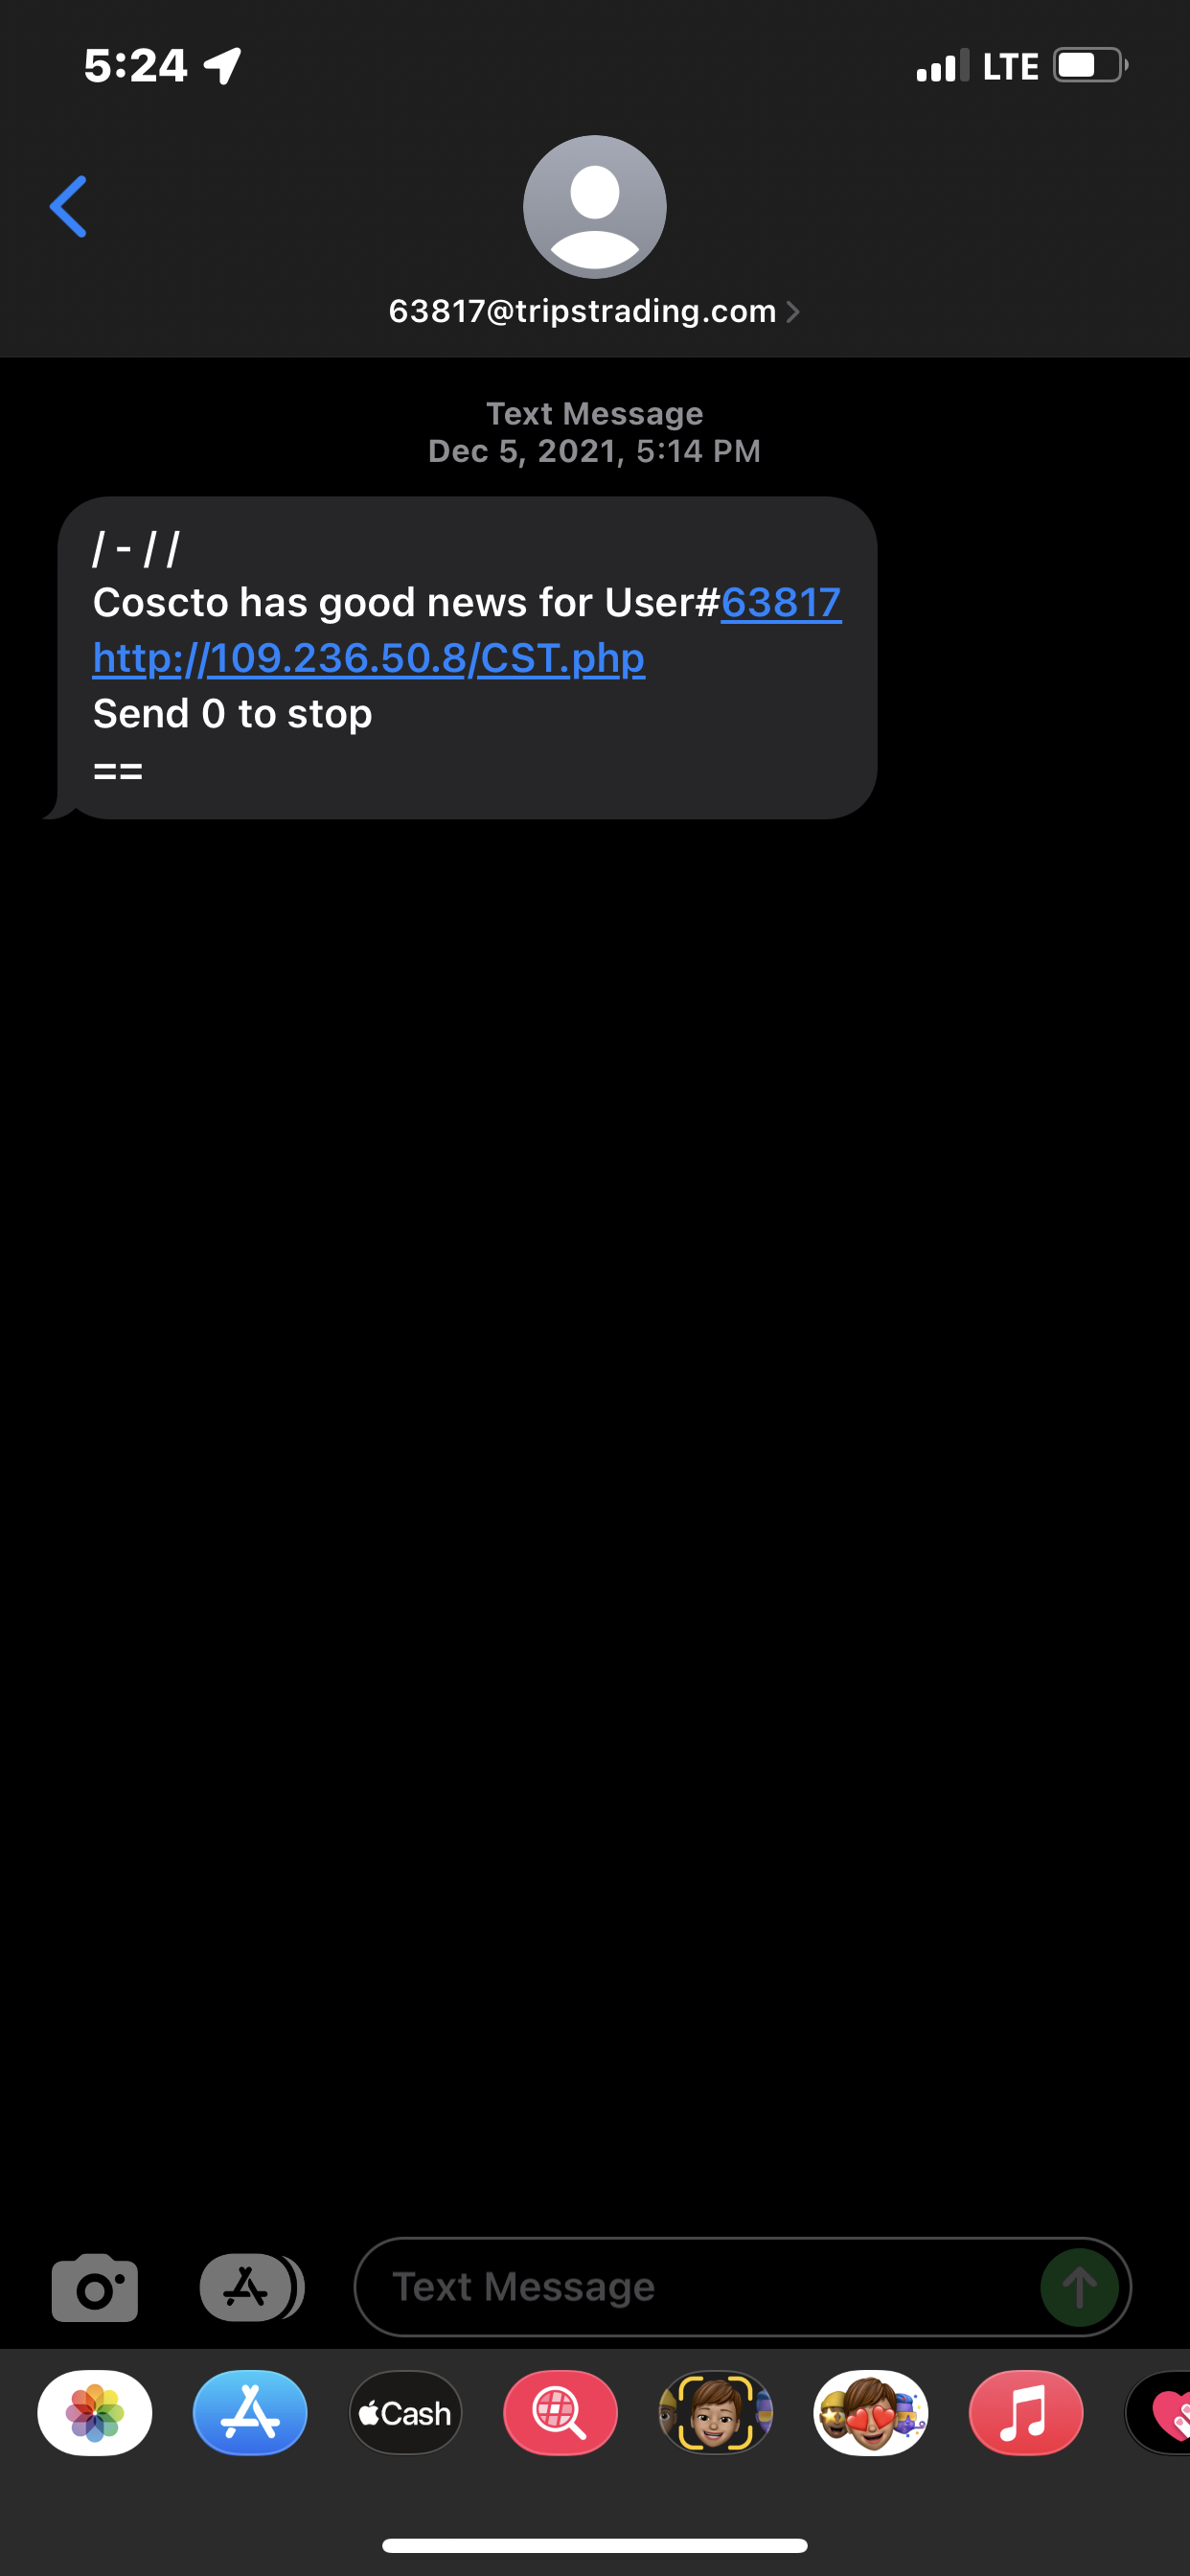 5:24
LTE
63817@tripstrading.com
Text Message
Dec 5, 2021, 5:14 PM
/ - / /
Coscto has good news for User#63817
http://109.236.50.8/CST.php
Send 0 to stop
==
Text Message
Cash